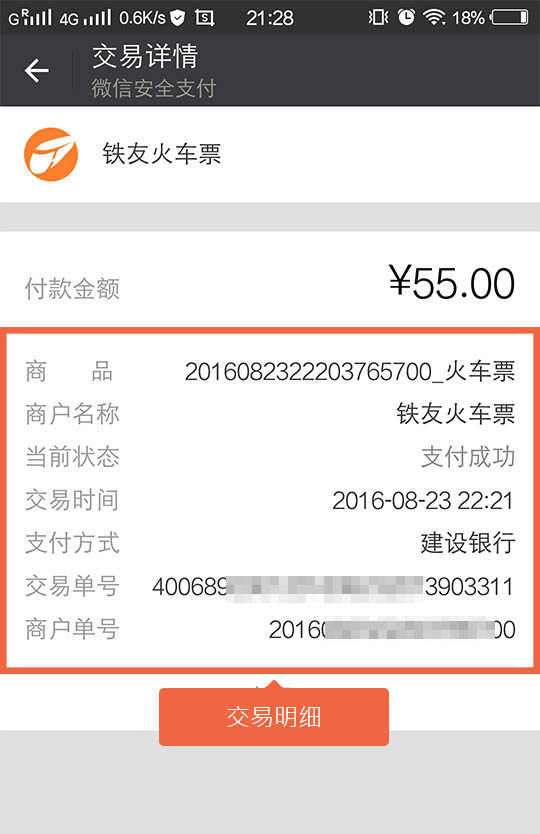 GR 4G 0.6K/s 21:28 18%
交易详情
微信安全支付
铁友火车票
付款金额 ¥55.00
商 品 2016082322203765700_火车票
商户名称 铁友火车票
当前状态 支付成功
交易时间 2016-08-23 22:21
支付方式 建设银行
交易单号 400689 3903311
商户单号 20160 00
交易明细